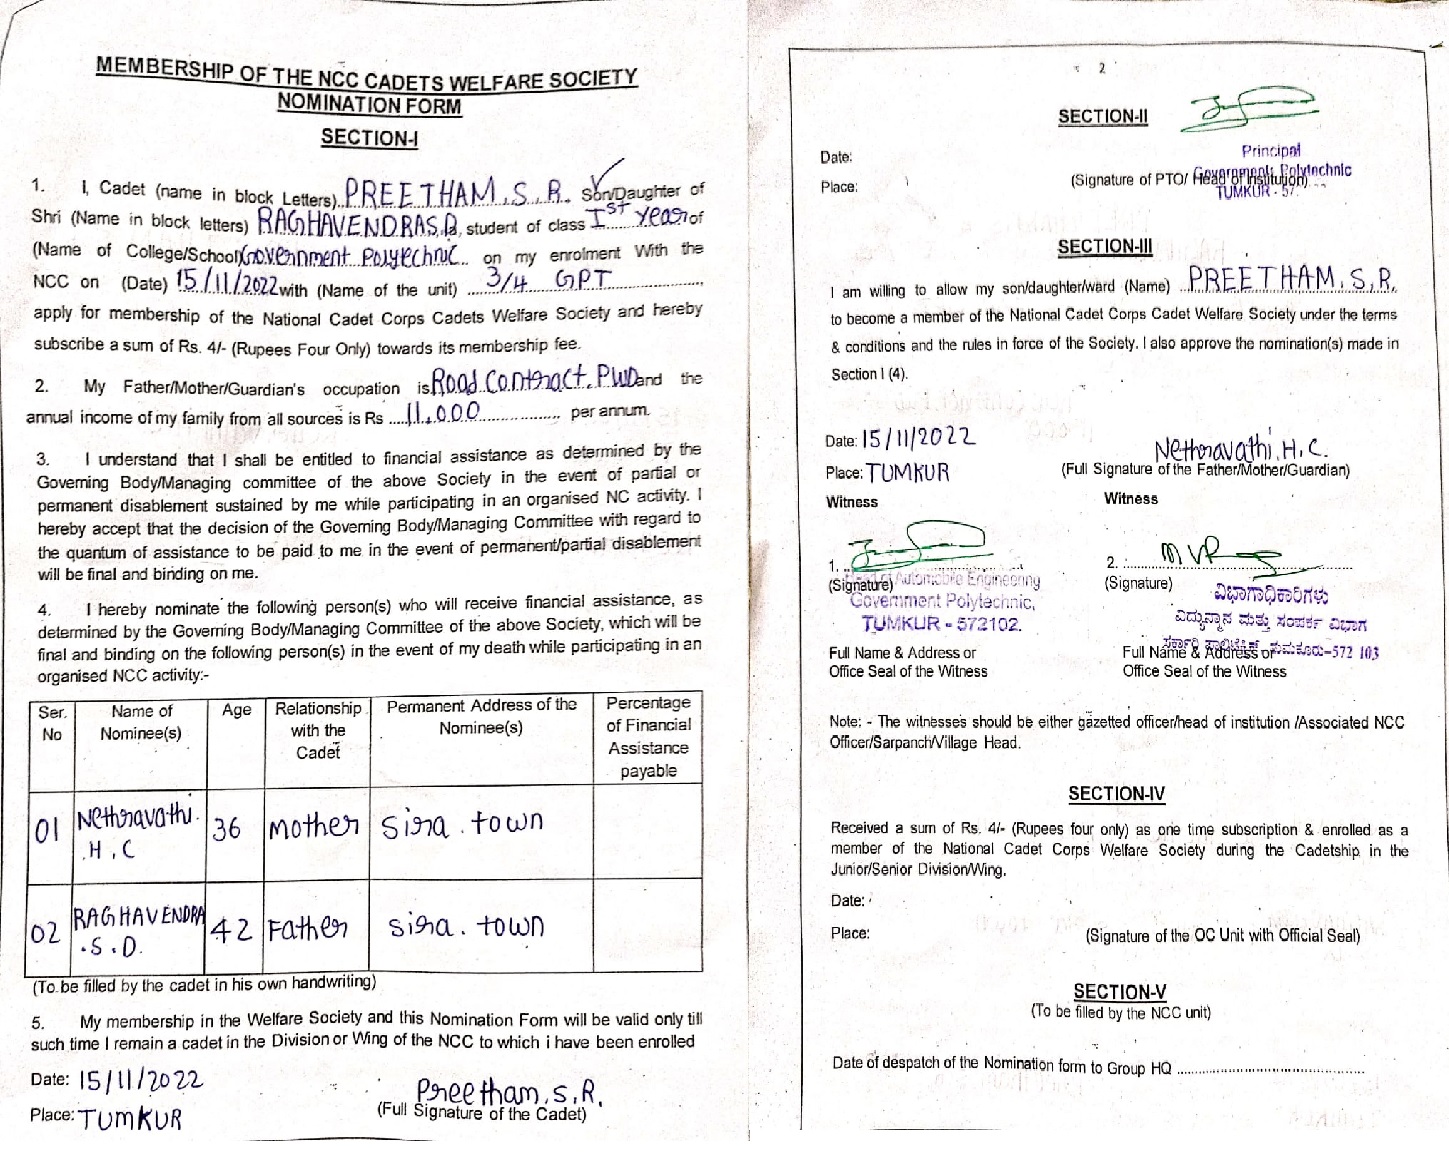 MEMBERSHIP OF THE NCC CADETS WELFARE SOCIETY
NOMINATION FORM
SECTION-I
1. I, Cadet (name in block Letters) PREETHAM.S.R. Son/Daughter of
Shri (Name in block letters) RAGHAVENDRA S.D, student of class Ist year of
(Name of College/School) Government Polytechnic on my enrolment With the
NCC on (Date) 15/11/2022 with (Name of the unit) 3/4 GPT
apply for membership of the National Cadet Corps Cadets Welfare Society and hereby
subscribe a sum of Rs. 4/- (Rupees Four Only) towards its membership fee.
2. My Father/Mother/Guardian's occupation is Road Contract. PWD and the
annual income of my family from all sources is Rs 11,000 per annum.
3. I understand that I shall be entitled to financial assistance as determined by the
Governing Body/Managing committee of the above Society in the event of partial or
permanent disablement sustained by me while participating in an organised NC activity. I
hereby accept that the decision of the Governing Body/Managing Committee with regard to
the quantum of assistance to be paid to me in the event of permanent/partial disablement
will be final and binding on me.
4. I hereby nominate the following person(s) who will receive financial assistance, as
determined by the Governing Body/Managing Committee of the above Society, which will be
final and binding on the following person(s) in the event of my death while participating in an
organised NCC activity:-
Ser. No Name of Nominee(s) Age Relationship with the Cadet Permanent Address of the Nominee(s) Percentage of Financial Assistance payable
01 Nethravathi.H.C 36 Mother Sira.town
02 RAGHAVENDRA.S.D. 42 Father Sira.town
(To be filled by the cadet in his own handwriting)
5. My membership in the Welfare Society and this Nomination Form will be valid only till
such time I remain a cadet in the Division or Wing of the NCC to which i have been enrolled
Date: 15/11/2022
Preetham.S.R.
Place: TUMKUR
(Full Signature of the Cadet)
2
SECTION-II
Date:
Principal
Government Polytechnic
TUMKUR - 57
Place:
(Signature of PTO/ Head of Institution)
SECTION-III
I am willing to allow my son/daughter/ward (Name) PREETHAM.S.R.
to become a member of the National Cadet Corps Cadet Welfare Society under the terms
& conditions and the rules in force of the Society. I also approve the nomination(s) made in
Section I (4).
Date: 15/11/2022
Nethravathi.H.C.
Place: TUMKUR
(Full Signature of the Father/Mother/Guardian)
Witness
Witness
1.
2.
(Signature)
(Signature)
Automobile Engineering
Government Polytechnic,
TUMKUR - 572102.
ವಿಭಾಗಾಧಿಕಾರಿಗಳು
ವಿದ್ಯುನ್ಮಾನ ಮತ್ತು ಸಂಪರ್ಕ ವಿಭಾಗ
ತುಮಕೂರು-572 103
Full Name & Address or
Office Seal of the Witness
Full Name & Address or
Office Seal of the Witness
Note: - The witnesses should be either gazetted officer/head of institution /Associated NCC
Officer/Sarpanch/Village Head.
SECTION-IV
Received a sum of Rs. 4/- (Rupees four only) as one time subscription & enrolled as a
member of the National Cadet Corps Welfare Society during the Cadetship in the
Junior/Senior Division/Wing.
Date:
Place:
(Signature of the OC Unit with Official Seal)
SECTION-V
(To be filled by the NCC unit)
Date of despatch of the Nomination form to Group HQ